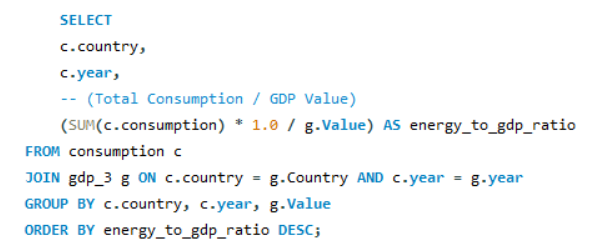 SELECT
c.country,
c.year,
-- (Total Consumption / GDP Value)
(SUM(c.consumption) * 1.0 / g.Value) AS energy_to_gdp_ratio
FROM consumption c
JOIN gdp_3 g ON c.country = g.Country AND c.year = g.year
GROUP BY c.country, c.year, g.Value
ORDER BY energy_to_gdp_ratio DESC;